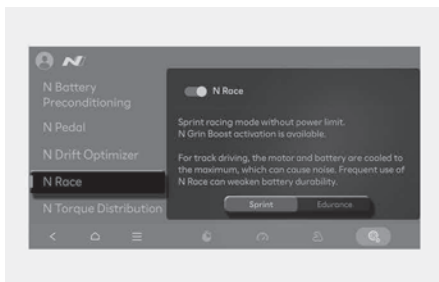 N Battery
Preconditioning
N Pedal
N Drift Optimizer
N Race
N Torque Distribution
N Race
Sprint racing mode without power limit.
N Grin Boost activation is available.
For track driving, the motor and battery are cooled to
the maximum, which can cause noise. Frequent use of
N Race can weaken battery durability.
Sprint
Edurance